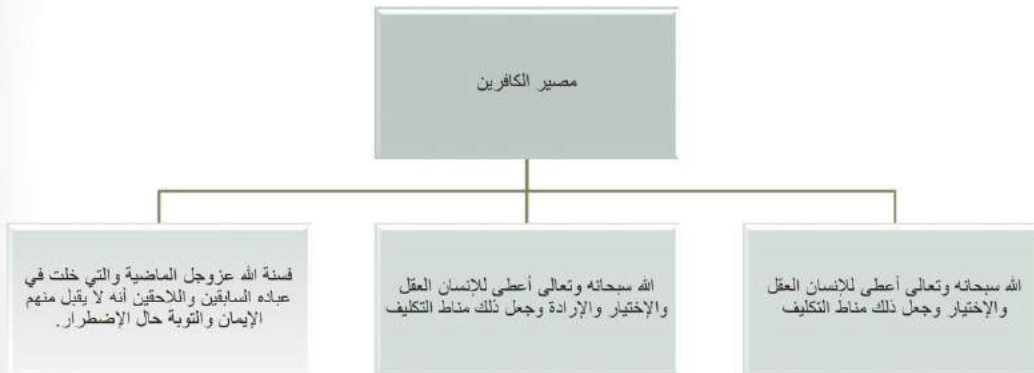 مصير الكافرين
الله سبحانه وتعالى أعطى للإنسان العقل
والإختيار وجعل ذلك مناط التكليف
الله سبحانه وتعالى أعطى للإنسان العقل
والإختيار والإرادة وجعل ذلك مناط التكليف
فسنة الله عزوجل الماضية والتي خلت في
عباده السابقين واللاحقين أنه لا يقبل منهم
الإيمان والتوبة حال الإضطرار.